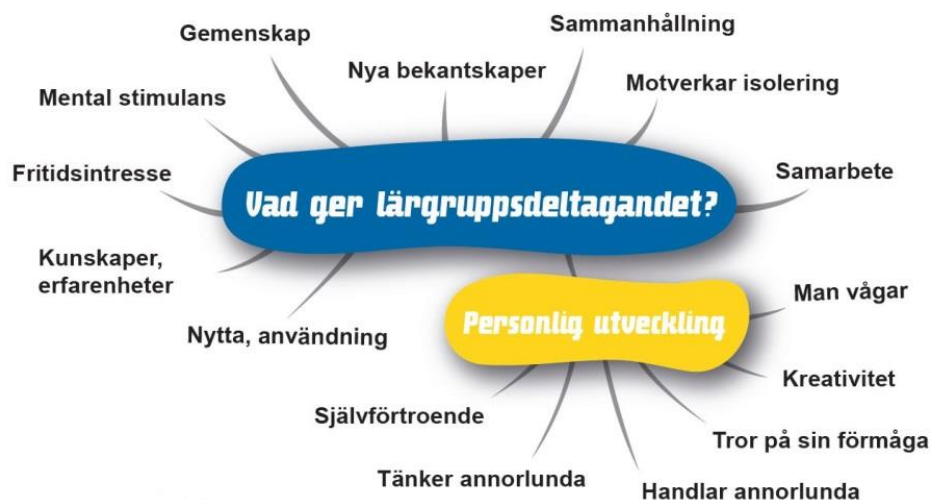 Sammanhållning
Gemenskap
Nya bekantskaper
Motverkar isolering
Mental stimulans
Fritidsintresse
Samarbete
Vad ger lärgruppsdeltagandet?
Kunskaper,
erfarenheter
Man vågar
Nytta, användning
Personlig utveckling
Kreativitet
Självförtroende
Tror på sin förmåga
Tänker annorlunda
Handlar annorlunda